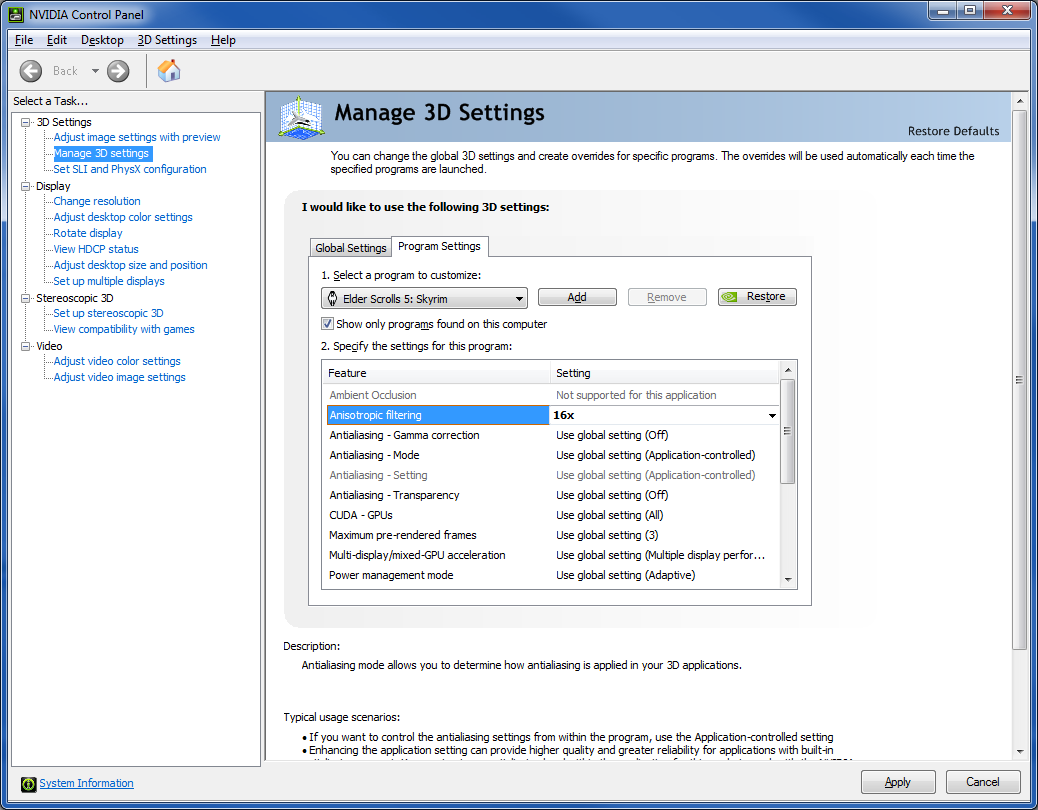 NVIDIA Control Panel
File Edit Desktop 3D Settings Help
Back
Select a Task...
3D Settings
Adjust image settings with preview
Manage 3D settings
Set SLI and PhysX configuration
Display
Change resolution
Adjust desktop color settings
Rotate display
View HDCP status
Adjust desktop size and position
Set up multiple displays
Stereoscopic 3D
Set up stereoscopic 3D
View compatibility with games
Video
Adjust video color settings
Adjust video image settings
Manage 3D Settings
Restore Defaults
You can change the global 3D settings and create overrides for specific programs. The overrides will be used automatically each time the
specified programs are launched.
I would like to use the following 3D settings:
Global Settings Program Settings
1. Select a program to customize:
Elder Scrolls 5: Skyrim Add Remove Restore
Show only programs found on this computer
2. Specify the settings for this program:
Feature Setting
Ambient Occlusion Not supported for this application
Anisotropic filtering 16x
Antialiasing - Gamma correction Use global setting (Off)
Antialiasing - Mode Use global setting (Application-controlled)
Antialiasing - Setting Use global setting (Application-controlled)
Antialiasing - Transparency Use global setting (Off)
CUDA - GPUs Use global setting (All)
Maximum pre-rendered frames Use global setting (3)
Multi-display/mixed-GPU acceleration Use global setting (Multiple display perfor...
Power management mode Use global setting (Adaptive)
Description:
Antialiasing mode allows you to determine how antialiasing is applied in your 3D applications.
Typical usage scenarios:
• If you want to control the antialiasing settings from within the program, use the Application-controlled setting
• Enhancing the application setting can provide higher quality and greater reliability for applications with built-in
System Information
Apply Cancel